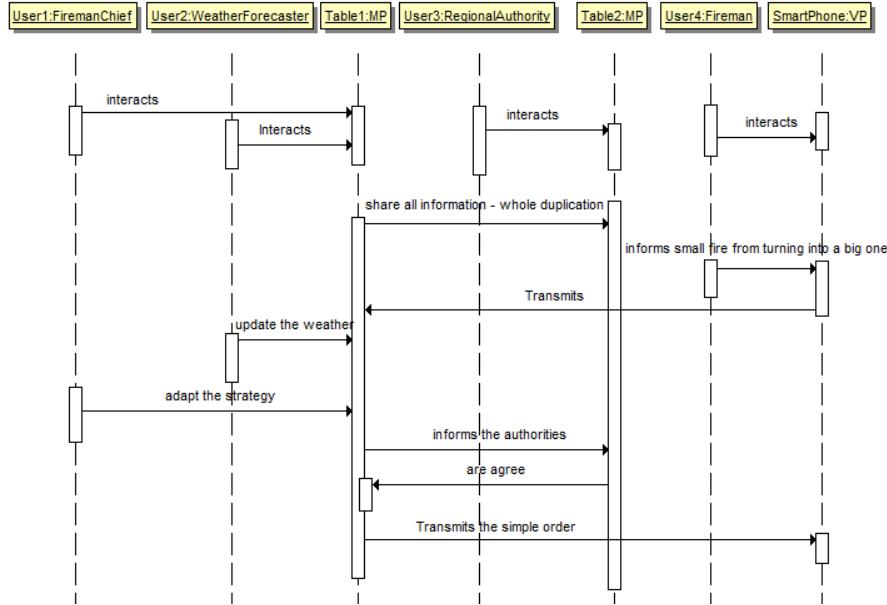 User1:FiremanChief
User2:WeatherForecaster
Table1:MP
User3:RegionalAuthority
Table2:MP
User4:Fireman
SmartPhone:VP
interacts
Interacts
interacts
interacts
share all information - whole duplication
informs small fire from turning into a big one
Transmits
update the weather
adapt the strategy
informs the authorities
are agree
Transmits the simple order